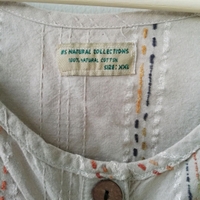 BS NATURAL COLLECTIONS
100% NATURAL COTTON
SIZE: XXL